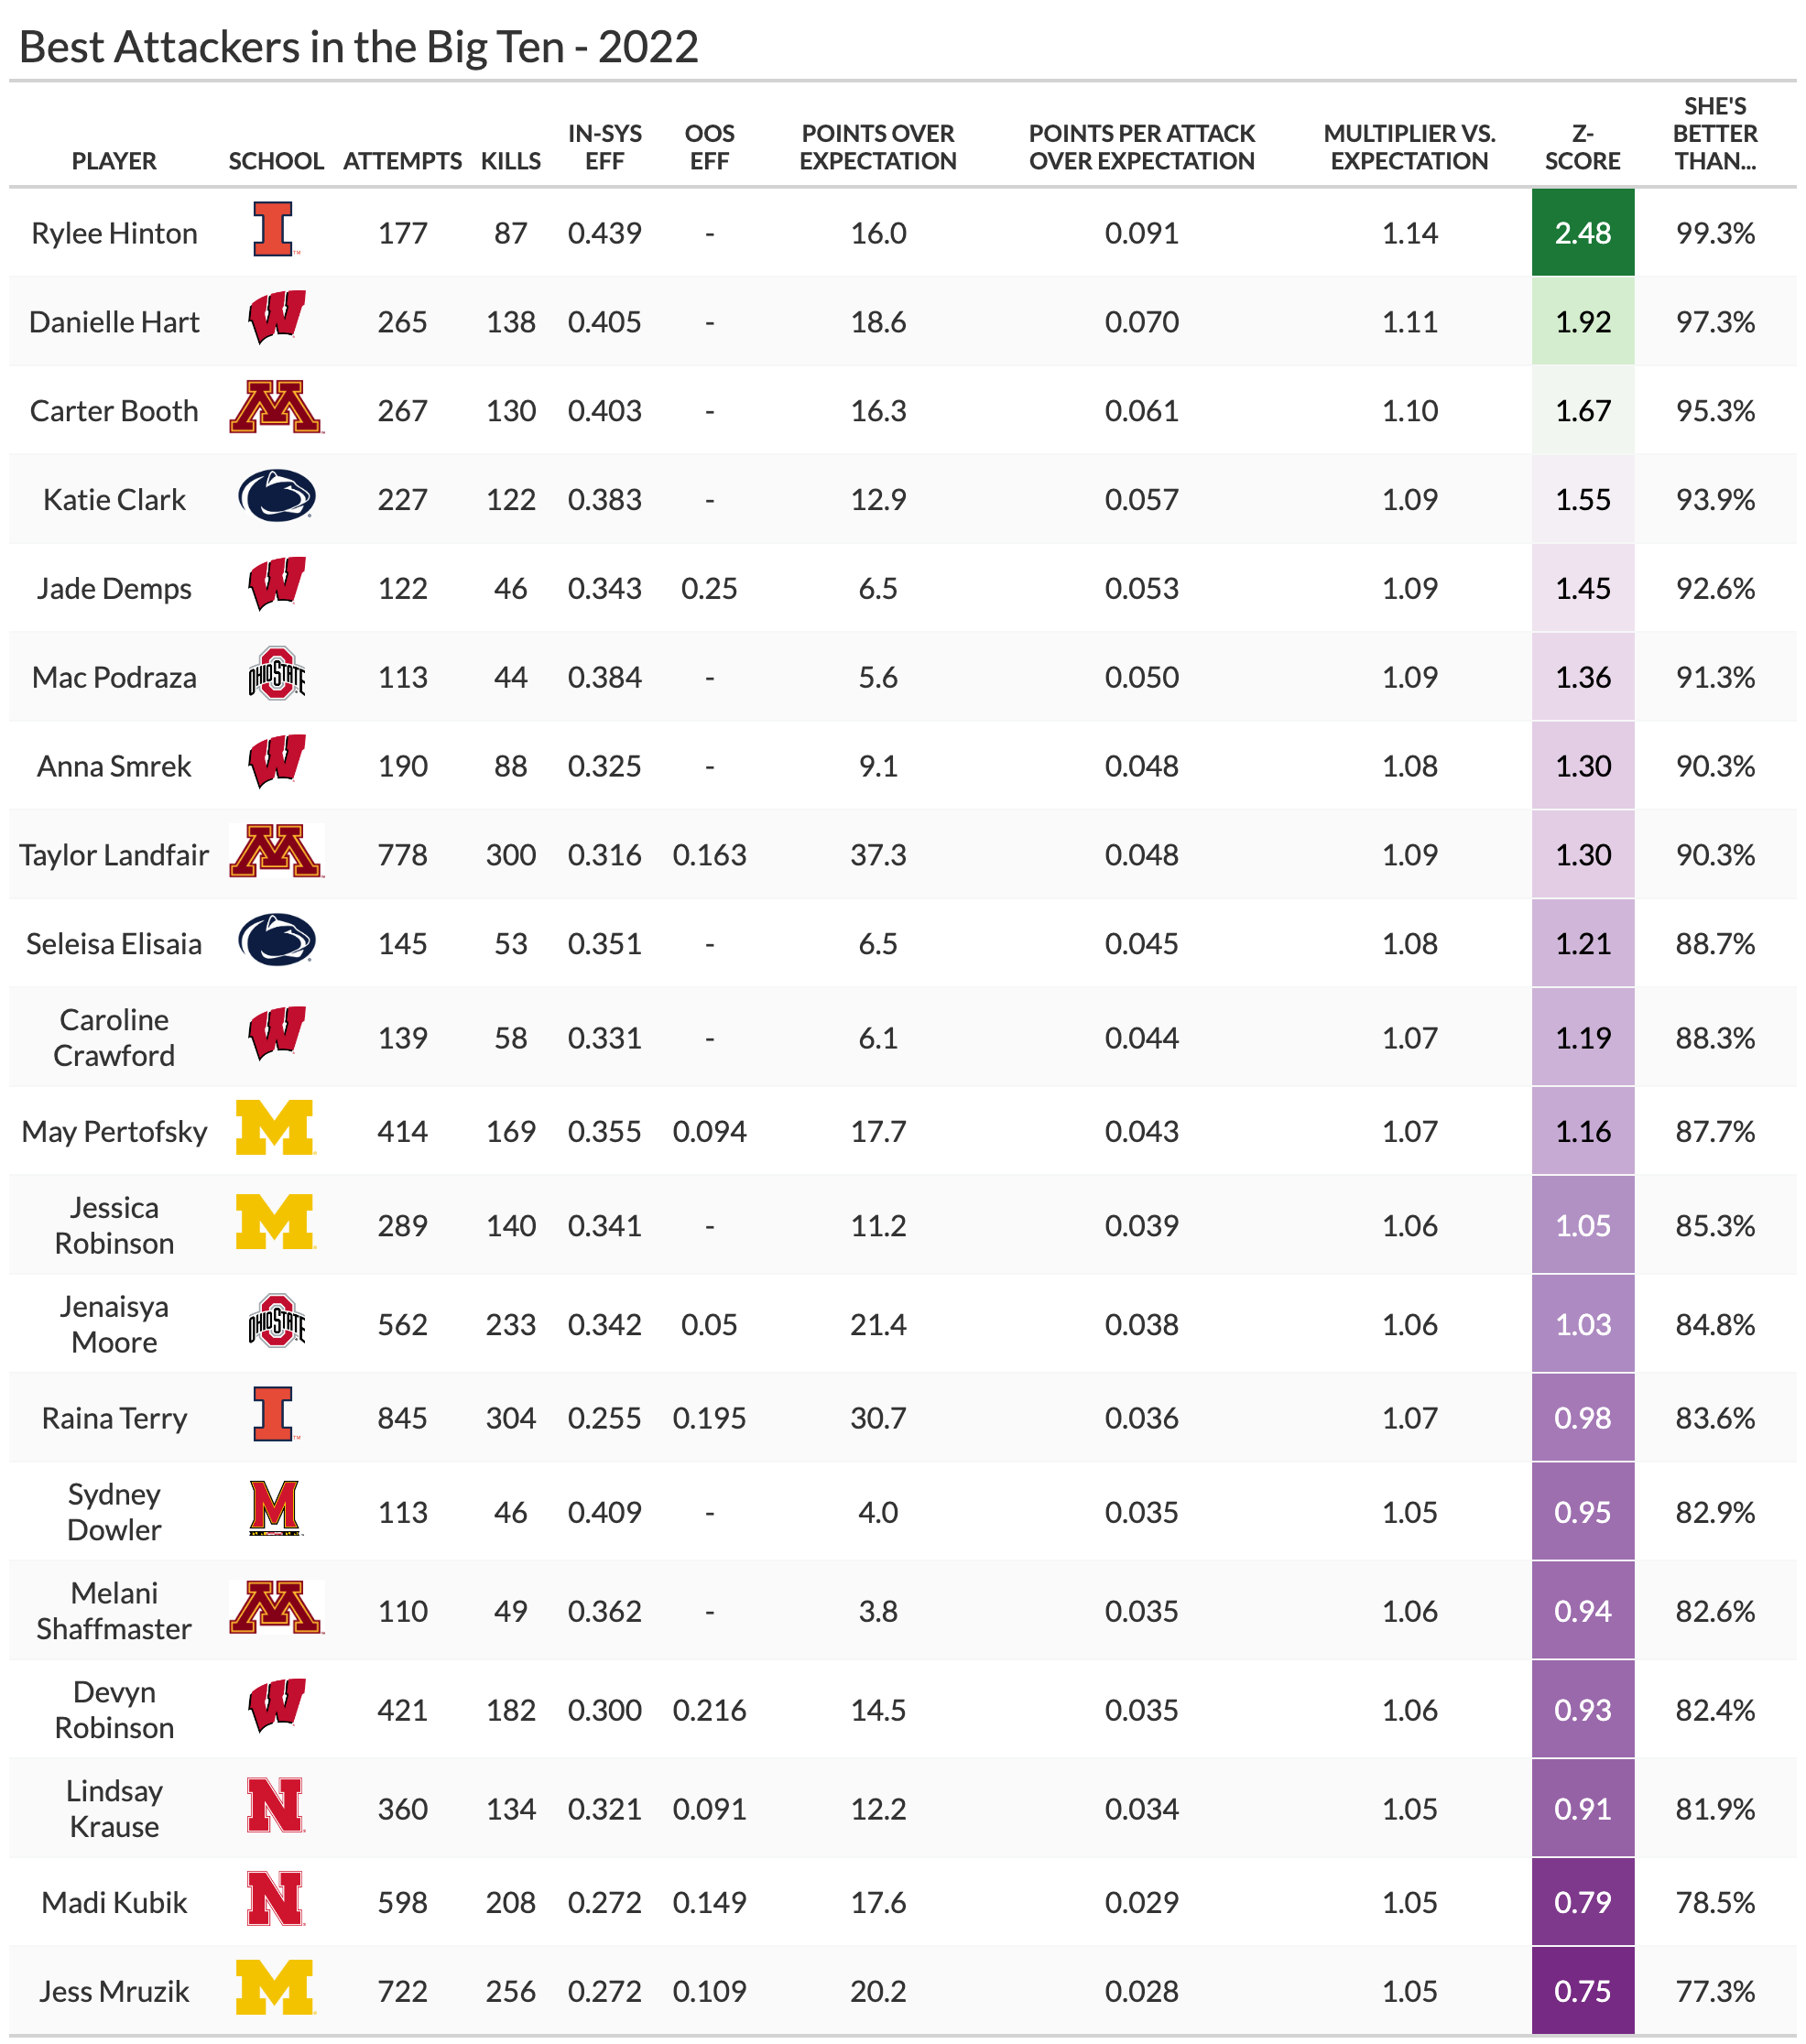 Best Attackers in the Big Ten - 2022
PLAYER SCHOOL ATTEMPTS KILLS IN-SYS EFF OOS EFF POINTS OVER EXPECTATION POINTS PER ATTACK OVER EXPECTATION MULTIPLIER VS. EXPECTATION Z-SCORE SHE'S BETTER THAN...
Rylee Hinton I 177 87 0.439 - 16.0 0.091 1.14 2.48 99.3%
Danielle Hart W 265 138 0.405 - 18.6 0.070 1.11 1.92 97.3%
Carter Booth M 267 130 0.403 - 16.3 0.061 1.10 1.67 95.3%
Katie Clark 227 122 0.383 - 12.9 0.057 1.09 1.55 93.9%
Jade Demps W 122 46 0.343 0.25 6.5 0.053 1.09 1.45 92.6%
Mac Podraza OHIO STATE 113 44 0.384 - 5.6 0.050 1.09 1.36 91.3%
Anna Smrek W 190 88 0.325 - 9.1 0.048 1.08 1.30 90.3%
Taylor Landfair M 778 300 0.316 0.163 37.3 0.048 1.09 1.30 90.3%
Seleisa Elisaia 145 53 0.351 - 6.5 0.045 1.08 1.21 88.7%
Caroline Crawford W 139 58 0.331 - 6.1 0.044 1.07 1.19 88.3%
May Pertofsky M 414 169 0.355 0.094 17.7 0.043 1.07 1.16 87.7%
Jessica Robinson M 289 140 0.341 - 11.2 0.039 1.06 1.05 85.3%
Jenaisya Moore OHIO STATE 562 233 0.342 0.05 21.4 0.038 1.06 1.03 84.8%
Raina Terry I 845 304 0.255 0.195 30.7 0.036 1.07 0.98 83.6%
Sydney Dowler M 113 46 0.409 - 4.0 0.035 1.05 0.95 82.9%
Melani Shaffmaster M 110 49 0.362 - 3.8 0.035 1.06 0.94 82.6%
Devyn Robinson W 421 182 0.300 0.216 14.5 0.035 1.06 0.93 82.4%
Lindsay Krause N 360 134 0.321 0.091 12.2 0.034 1.05 0.91 81.9%
Madi Kubik N 598 208 0.272 0.149 17.6 0.029 1.05 0.79 78.5%
Jess Mruzik M 722 256 0.272 0.109 20.2 0.028 1.05 0.75 77.3%